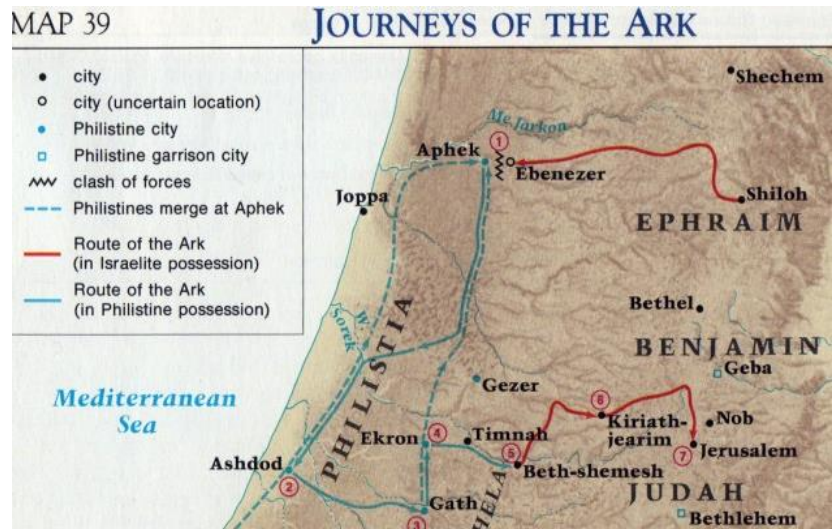 MAP 39
JOURNEYS OF THE ARK
city
city (uncertain location)
Philistine city
Philistine garrison city
clash of forces
Philistines merge at Aphek
Route of the Ark
(in Israelite possession)
Route of the Ark
(in Philistine possession)
Shechem
Me Jarkon
1
Aphek
Ebenezer
Joppa
Shiloh
EPHRAIM
W. Sorek
PHILISTIA
Bethel
BENJAMIN
Geba
Gezer
Mediterranean
Sea
6
Kiriath-
jearim
Nob
Ekron
4
Timnah
5
Beth-shemesh
7
Jerusalem
Ashdod
2
HELA
JUDAH
Gath
3
Bethlehem